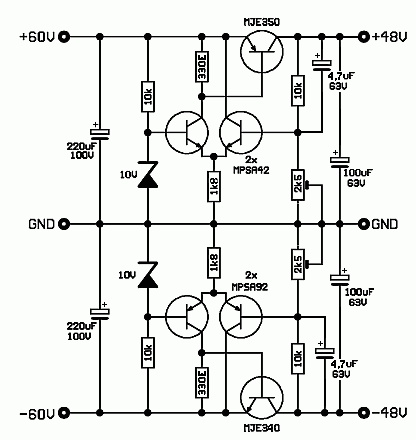 MJE350
+60V
+48V
330E
4,7uF
63V
10k
10k
220uF
100V
10V
2x
MPSA42
100uF
63V
1k8
2k5
GND
GND
1k8
2k5
10V
2x
MPSA92
100uF
63V
220uF
100V
10k
10k
330E
4,7uF
63V
-60V
-48V
MJE340